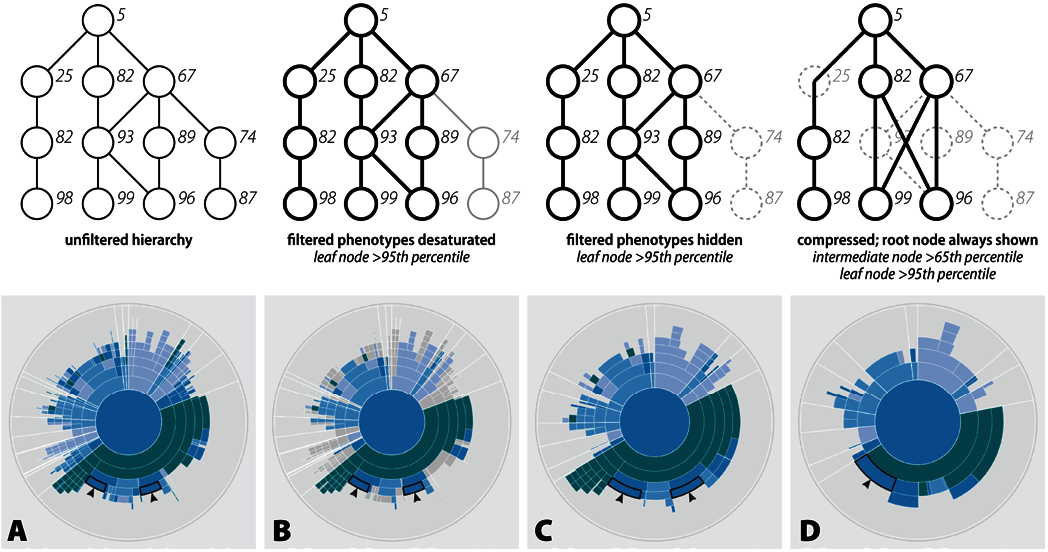 5
25 82 67
82 93 89 74
98 99 96 87
unfiltered hierarchy
5
25 82 67
82 93 89 74
98 99 96 87
filtered phenotypes desaturated
leaf node >95th percentile
5
25 82 67
82 93 89 74
98 99 96 87
filtered phenotypes hidden
leaf node >95th percentile
5
25 82 67
82 89 74
98 99 96 87
compressed; root node always shown
intermediate node >65th percentile
leaf node >95th percentile
A
B
C
D